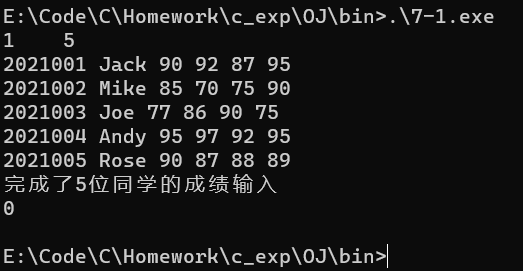 E:\Code\C\Homework\c_exp\OJ\bin>.\7-1.exe
1    5
2021001 Jack 90 92 87 95
2021002 Mike 85 70 75 90
2021003 Joe 77 86 90 75
2021004 Andy 95 97 92 95
2021005 Rose 90 87 88 89
完成了5位同学的成绩输入
0
E:\Code\C\Homework\c_exp\OJ\bin>